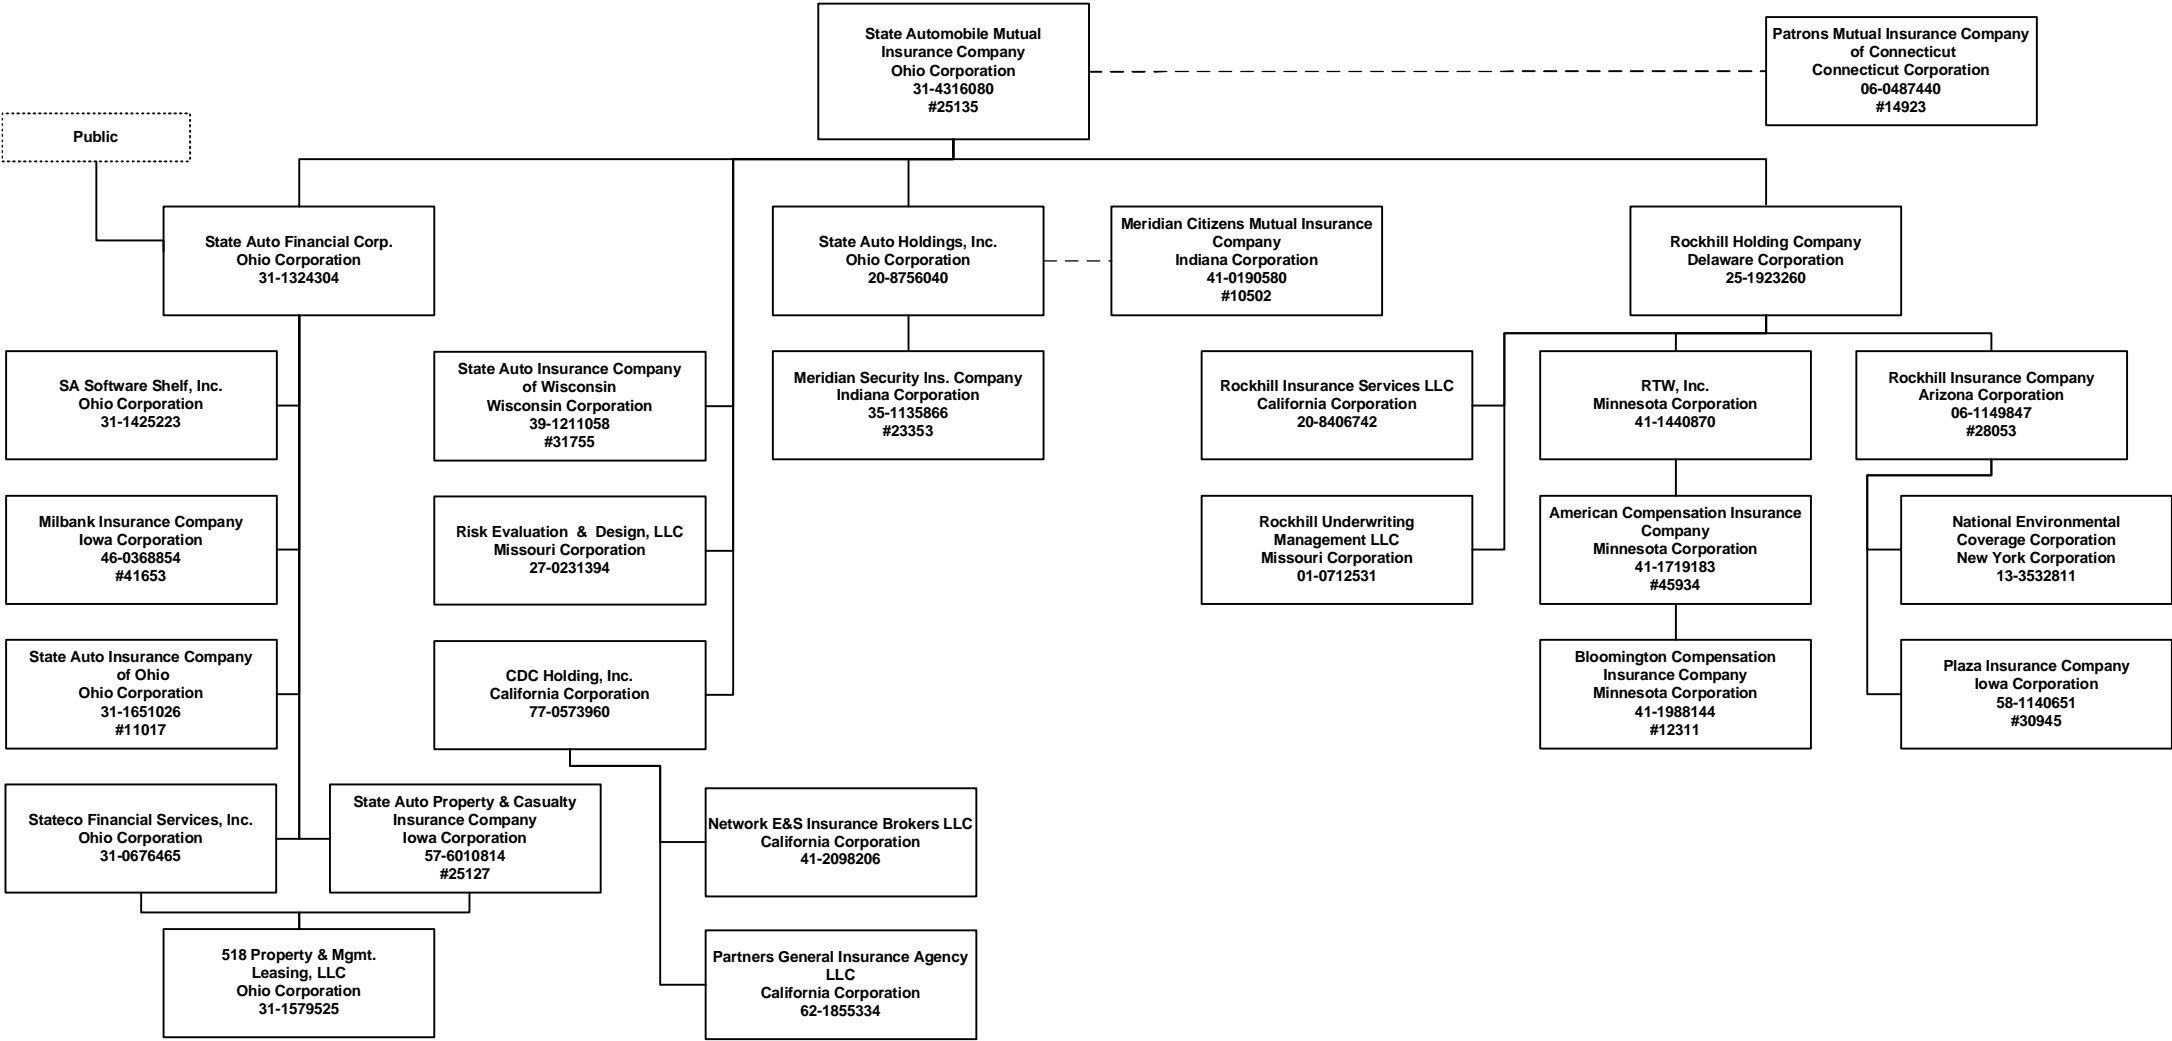 State Automobile Mutual
Insurance Company
Ohio Corporation
31-4316080
#25135
Patrons Mutual Insurance Company
of Connecticut
Connecticut Corporation
06-0487440
#14923
Public
State Auto Financial Corp.
Ohio Corporation
31-1324304
State Auto Holdings, Inc.
Ohio Corporation
20-8756040
Meridian Citizens Mutual Insurance
Company
Indiana Corporation
41-0190580
#10502
Rockhill Holding Company
Delaware Corporation
25-1923260
SA Software Shelf, Inc.
Ohio Corporation
31-1425223
State Auto Insurance Company
of Wisconsin
Wisconsin Corporation
39-1211058
#31755
Meridian Security Ins. Company
Indiana Corporation
35-1135866
#23353
Rockhill Insurance Services LLC
California Corporation
20-8406742
RTW, Inc.
Minnesota Corporation
41-1440870
Rockhill Insurance Company
Arizona Corporation
06-1149847
#28053
Milbank Insurance Company
Iowa Corporation
46-0368854
#41653
Risk Evaluation & Design, LLC
Missouri Corporation
27-0231394
Rockhill Underwriting
Management LLC
Missouri Corporation
01-0712531
American Compensation Insurance
Company
Minnesota Corporation
41-1719183
#45934
National Environmental
Coverage Corporation
New York Corporation
13-3532811
State Auto Insurance Company
of Ohio
Ohio Corporation
31-1651026
#11017
CDC Holding, Inc.
California Corporation
77-0573960
Bloomington Compensation
Insurance Company
Minnesota Corporation
41-1988144
#12311
Plaza Insurance Company
Iowa Corporation
58-1140651
#30945
Stateco Financial Services, Inc.
Ohio Corporation
31-0676465
State Auto Property & Casualty
Insurance Company
Iowa Corporation
57-6010814
#25127
Network E&S Insurance Brokers LLC
California Corporation
41-2098206
518 Property & Mgmt.
Leasing, LLC
Ohio Corporation
31-1579525
Partners General Insurance Agency
LLC
California Corporation
62-1855334